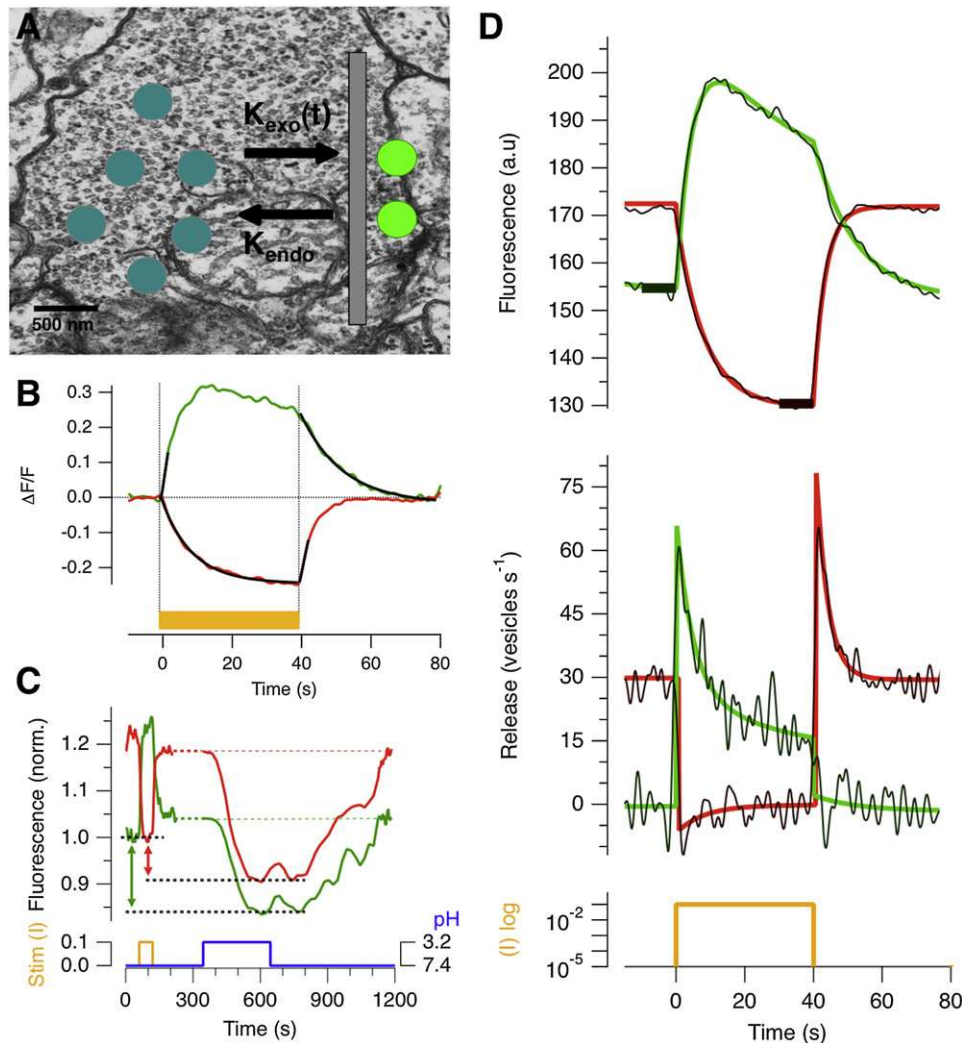 A
K exo(t)
K endo
500 nm
B
ΔF/F
0.3
0.2
0.1
0.0
-0.1
-0.2
0 20 40 60 80
Time (s)
C
Fluorescence (norm.)
1.2
1.1
1.0
0.9
Stim (I)
0.1
0.0
pH
3.2
7.4
0 300 600 900 1200
Time (s)
D
Fluorescence (a.u)
200
190
180
170
160
150
140
130
Release (vesicles s⁻¹)
75
60
45
30
15
0
(I) log
10⁻²
10⁻⁵
0 20 40 60 80
Time (s)